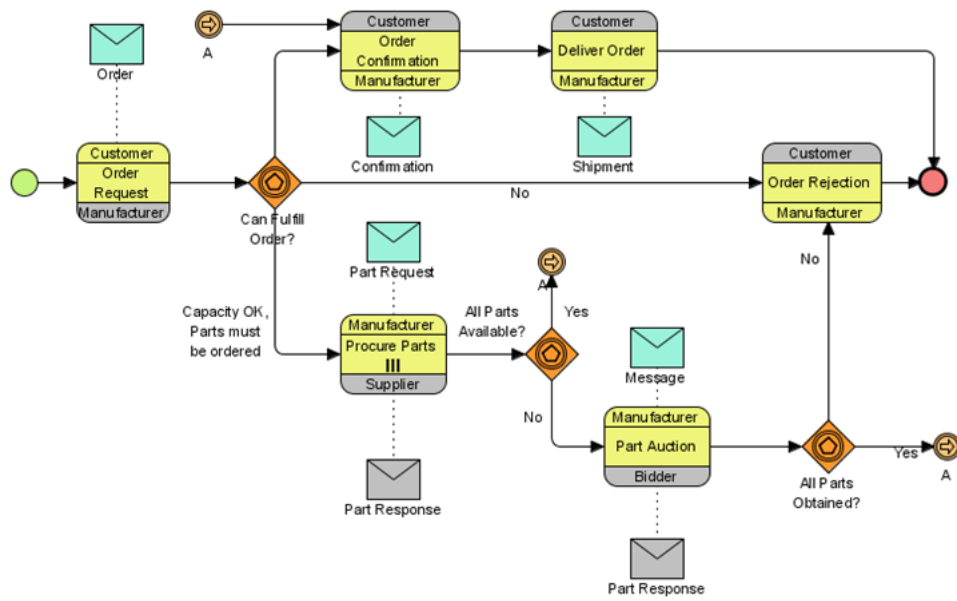 A
Customer
Order
Confirmation
Manufacturer
Customer
Deliver Order
Manufacturer
Order
Confirmation
Shipment
Customer
Order
Request
Manufacturer
Can Fulfill
Order?
No
Customer
Order Rejection
Manufacturer
Part Request
Capacity OK,
Parts must
be ordered
Manufacturer
Procure Parts
Supplier
All Parts
Available?
A
Yes
No
Part Response
Message
Manufacturer
Part Auction
Bidder
No
Yes
A
All Parts
Obtained?
Part Response